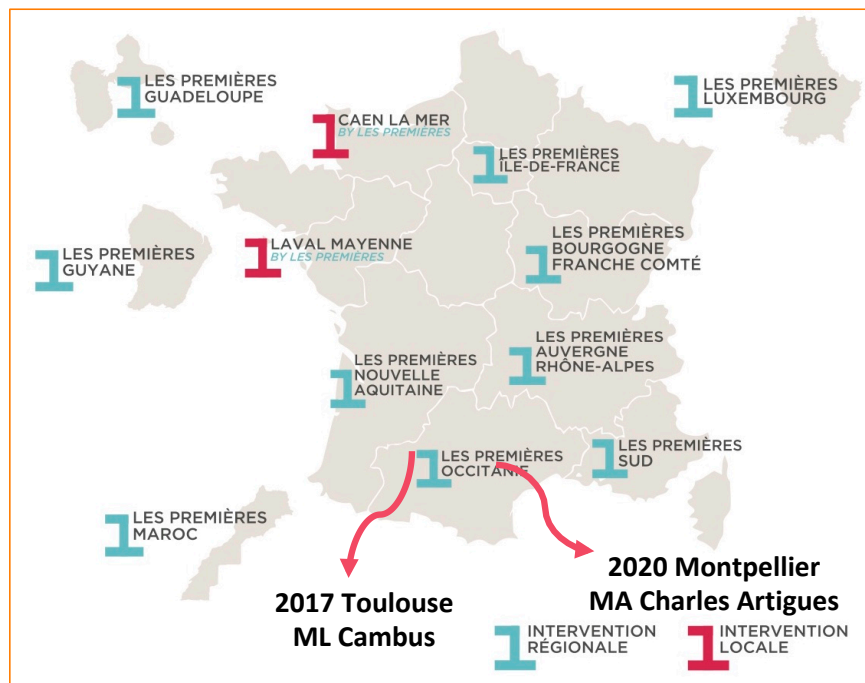 LES PREMIÈRES
GUADELOUPE
LES PREMIÈRES
LUXEMBOURG
CAEN LA MER
BY LES PREMIÈRES
LES PREMIÈRES
ÎLE-DE-FRANCE
LES PREMIÈRES
GUYANE
LAVAL MAYENNE
BY LES PREMIÈRES
LES PREMIÈRES
BOURGOGNE
FRANCHE COMTÉ
LES PREMIÈRES
NOUVELLE
AQUITAINE
LES PREMIÈRES
AUVERGNE
RHÔNE-ALPES
LES PREMIÈRES
OCCITANIE
LES PREMIÈRES
SUD
LES PREMIÈRES
MAROC
2017 Toulouse
ML Cambus
2020 Montpellier
MA Charles Artigues
1 INTERVENTION
RÉGIONALE
1 INTERVENTION
LOCALE